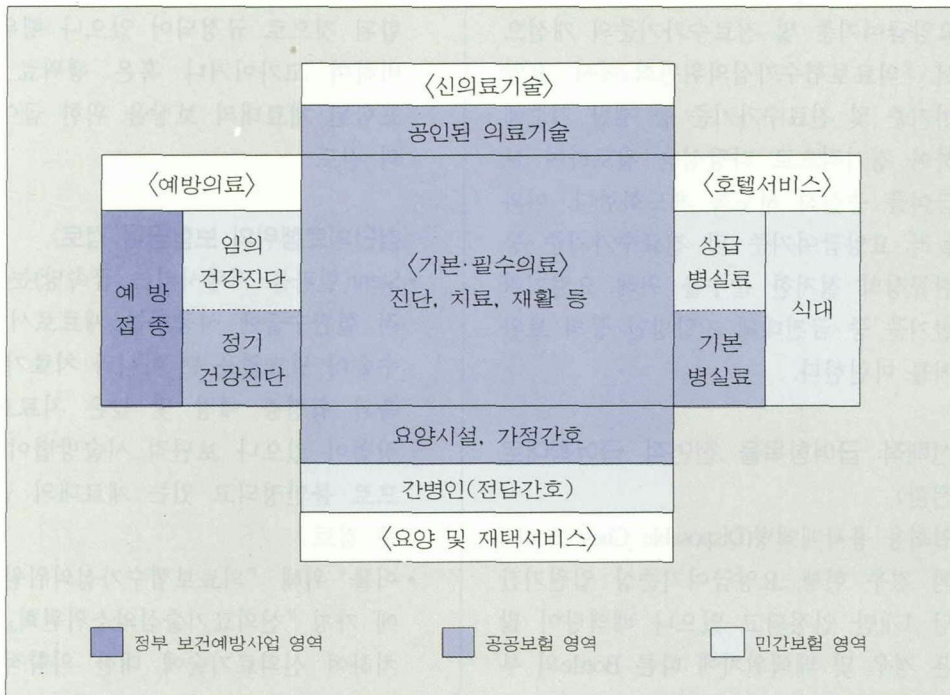 〈신의료기술〉
공인된 의료기술
〈예방의료〉
〈호텔서비스〉
예 방
접 종
임의
건강진단
정기
건강진단
〈기본·필수의료〉
진단, 치료, 재활 등
상급
병실료
기본
병실료
식대
요양시설, 가정간호
간병인(전담간호)
〈요양 및 재택서비스〉
정부 보건예방사업 영역
공공보험 영역
민간보험 영역